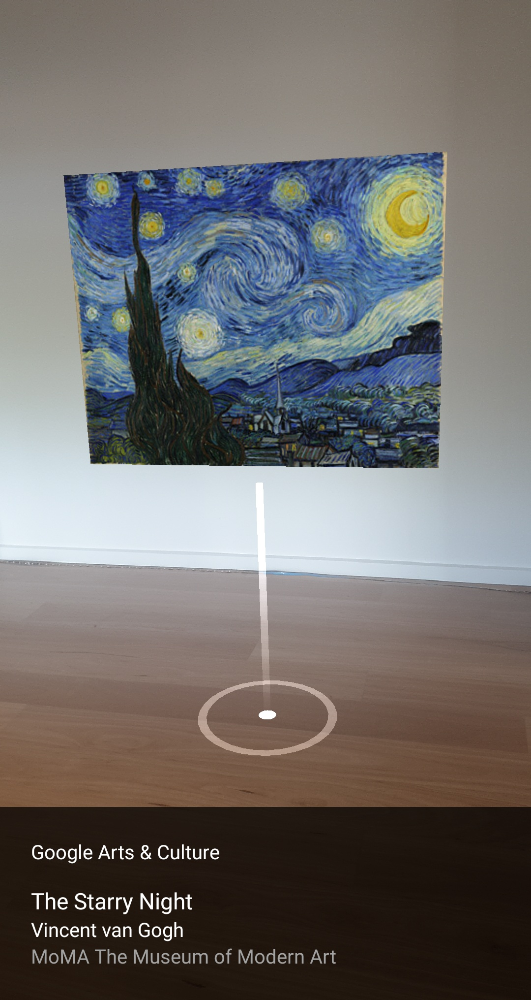 Google Arts & Culture
The Starry Night
Vincent van Gogh
MoMA The Museum of Modern Art